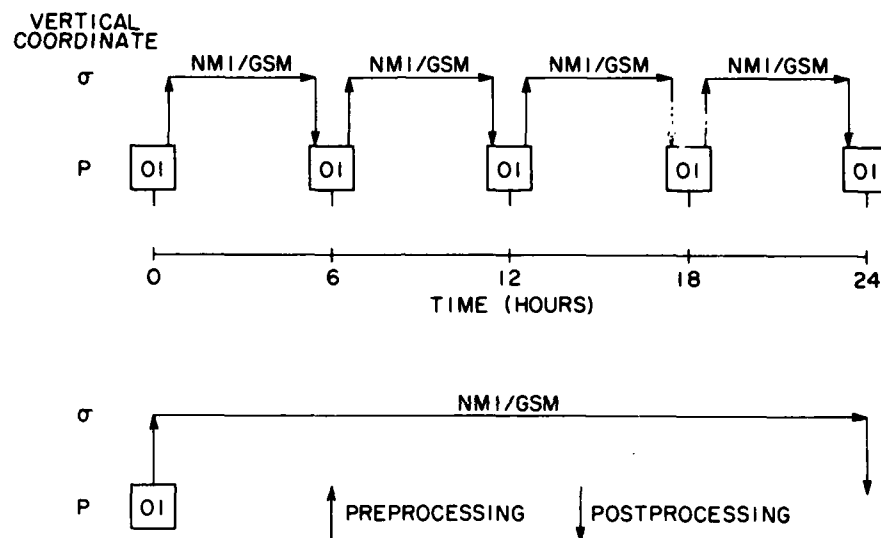 VERTICAL
COORDINATE
σ NMI/GSM NMI/GSM NMI/GSM NMI/GSM
P OI OI OI OI OI
0 6 12 18 24
TIME (HOURS)
σ NMI/GSM
P OI PREPROCESSING POSTPROCESSING